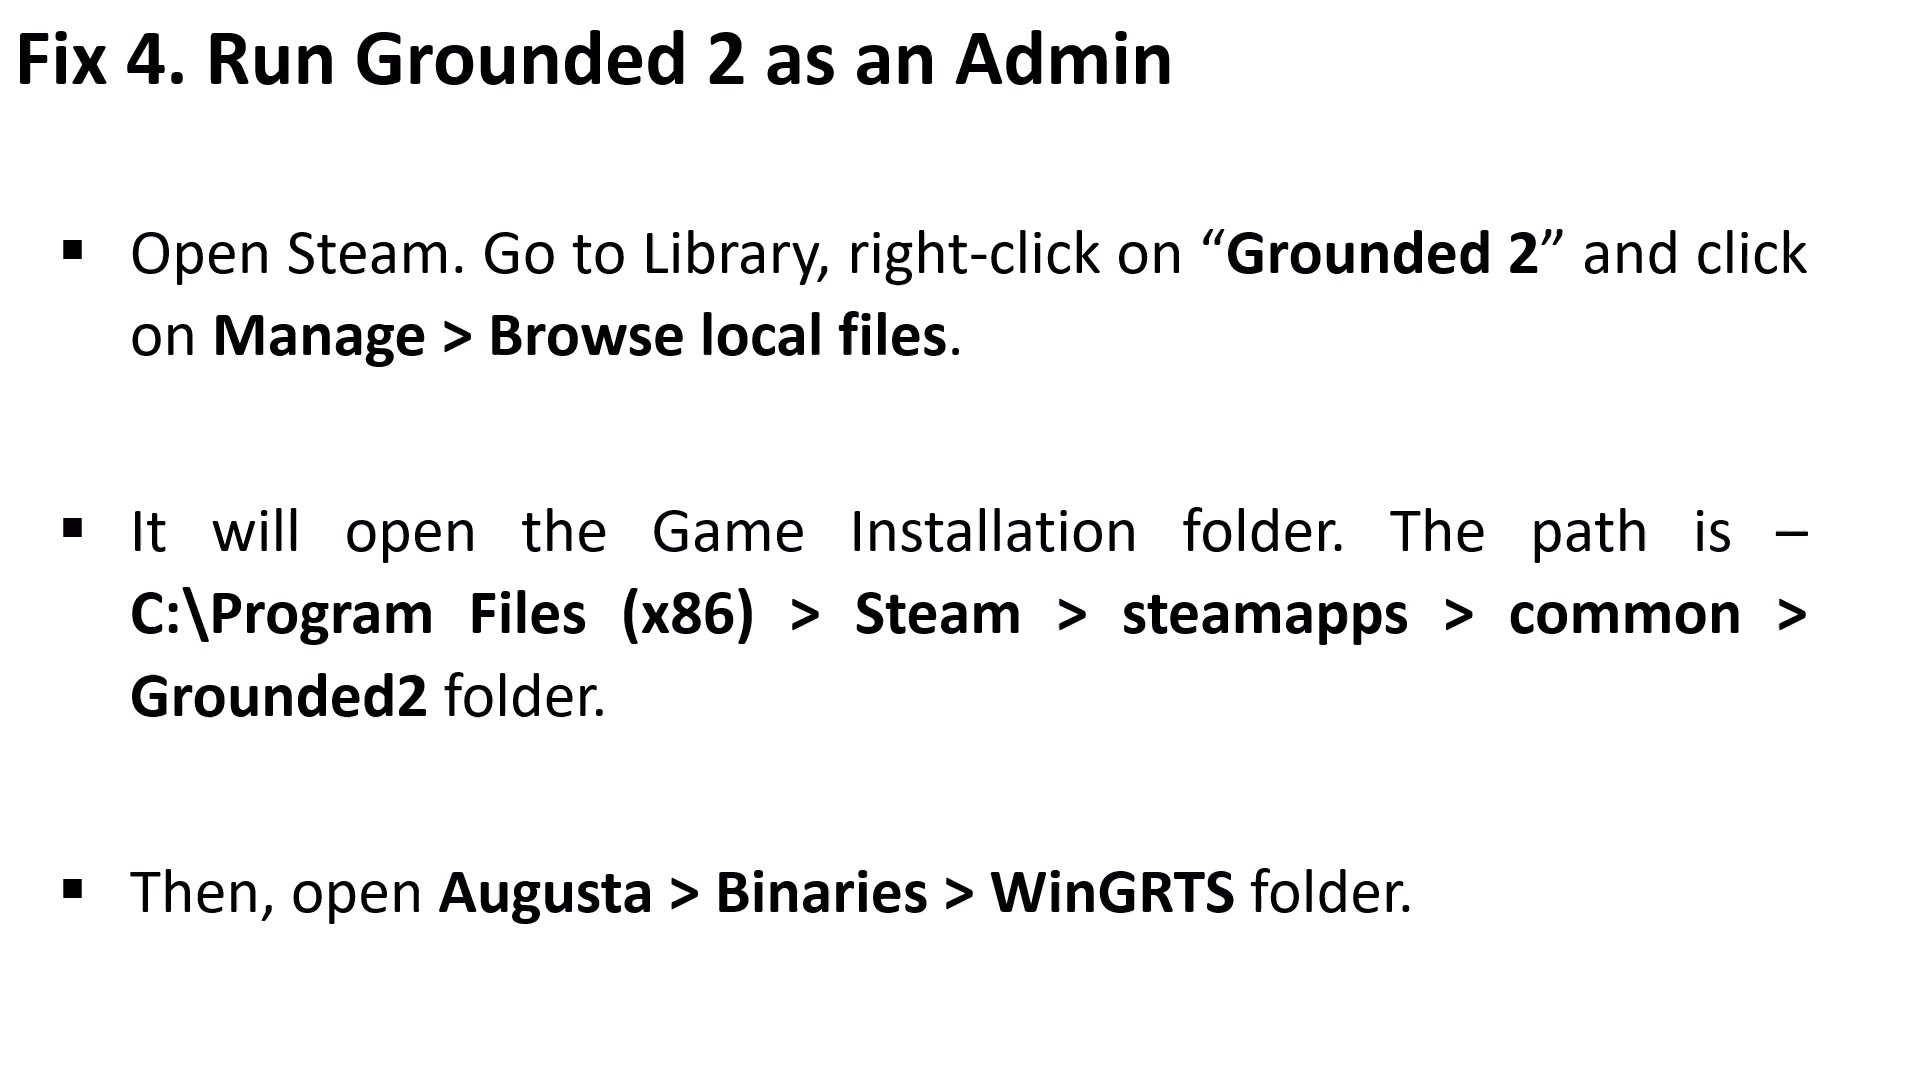 Fix 4. Run Grounded 2 as an Admin
▪ Open Steam. Go to Library, right-click on “Grounded 2” and click
on Manage > Browse local files.
▪ It will open the Game Installation folder. The path is –
C:\Program Files (x86) > Steam > steamapps > common >
Grounded2 folder.
▪ Then, open Augusta > Binaries > WinGRTS folder.